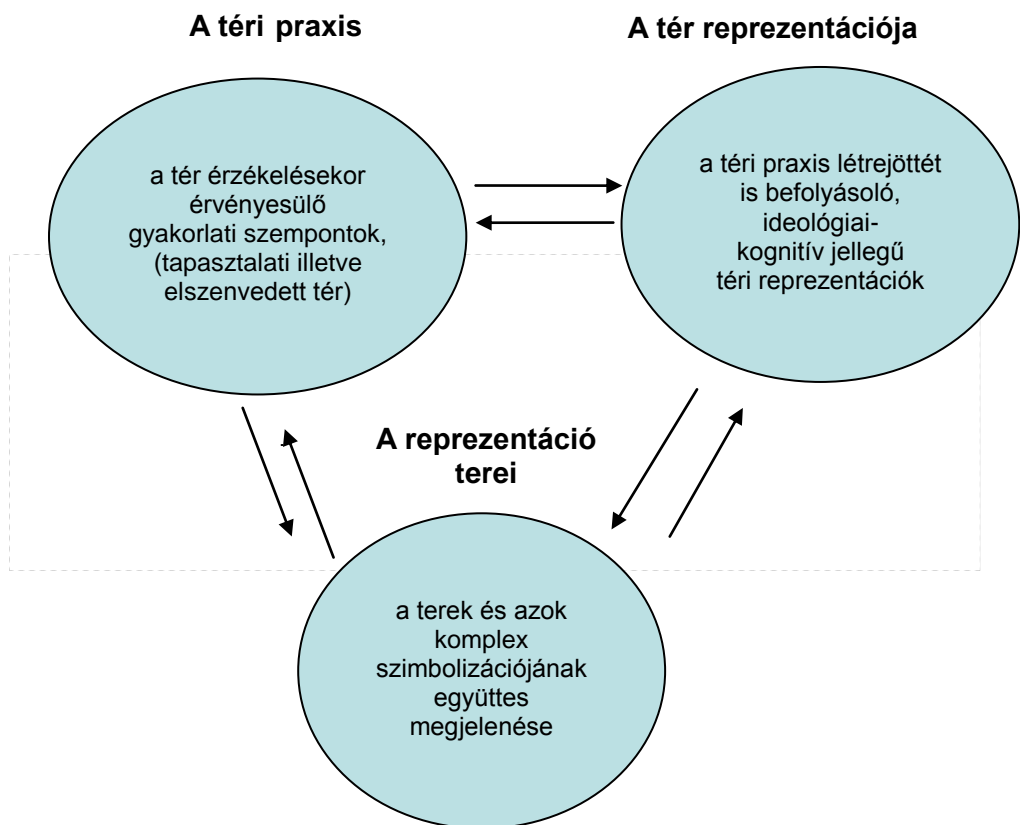 A téri praxis
A tér reprezentációja
a tér érzékelésekor
érvényesülő
gyakorlati szempontok,
(tapasztalati illetve
elszenvedett tér)
a téri praxis létrejöttét
is befolyásoló,
ideológiai-
kognitív jellegű
téri reprezentációk
A reprezentáció
terei
a terek és azok
komplex
szimbolizációjának
együttes
megjelenése